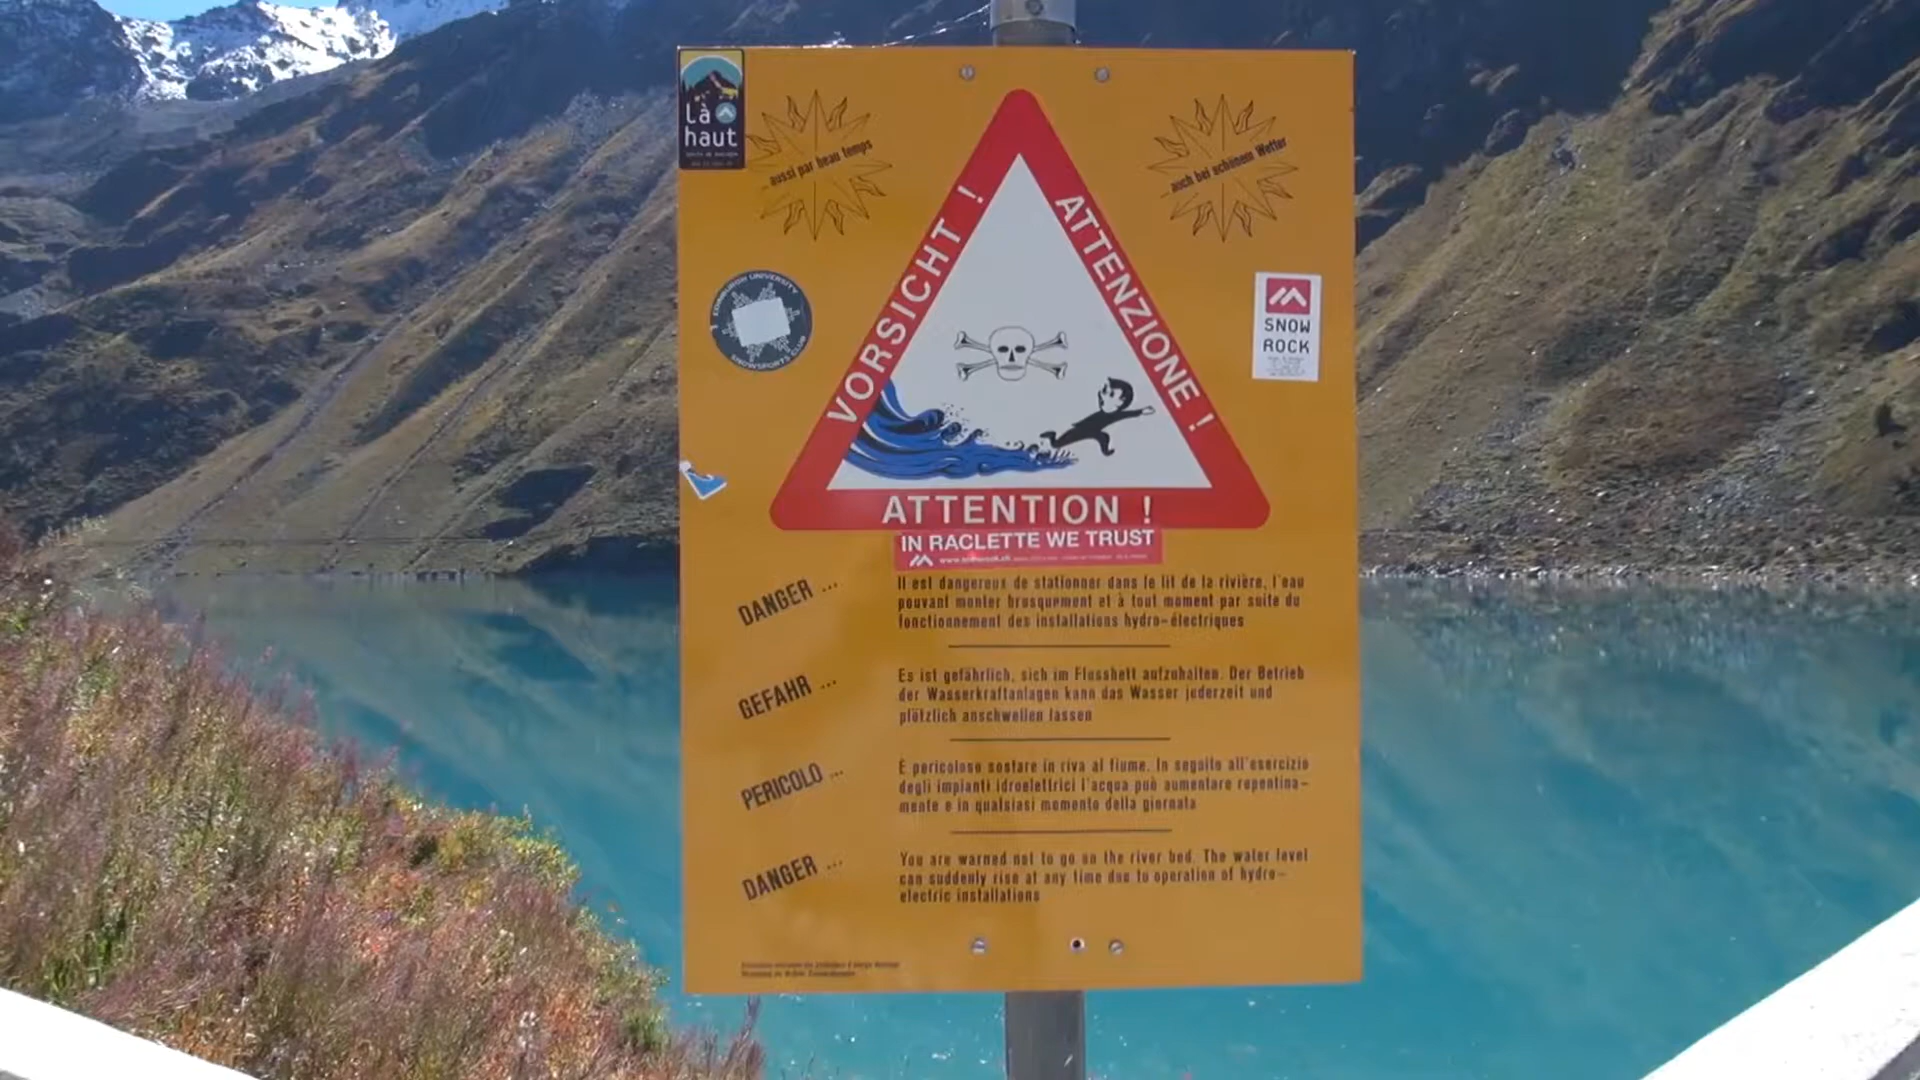 Là
haut
aussi par beau temps
auch bei schönem Wetter
VORSICHT !
ATTENZIONE !
ATTENTION !
EDINBURGH UNIVERSITY
SNOWSPORTS CLUB
SNOW
ROCK
IN RACLETTE WE TRUST
DANGER ...
Il est dangereux de stationner dans le lit de la rivière, l'eau
pouvant monter brusquement et à tout moment par suite du
fonctionnement des installations hydro-électriques
GEFAHR ...
Es ist gefährlich, sich im Flussbett aufzuhalten. Der Betrieb
der Wasserkraftanlagen kann das Wasser jederzeit und
plötzlich anschwellen lassen
PERICOLO ...
È pericoloso sostare in riva al fiume. In seguito all'esercizio
degli impianti idroelettrici l'acqua può aumentare repentina-
mente e in qualsiasi momento della giornata
DANGER ...
You are warned not to go on the river bed. The water level
can suddenly rise at any time due to operation of hydro-
electric installations